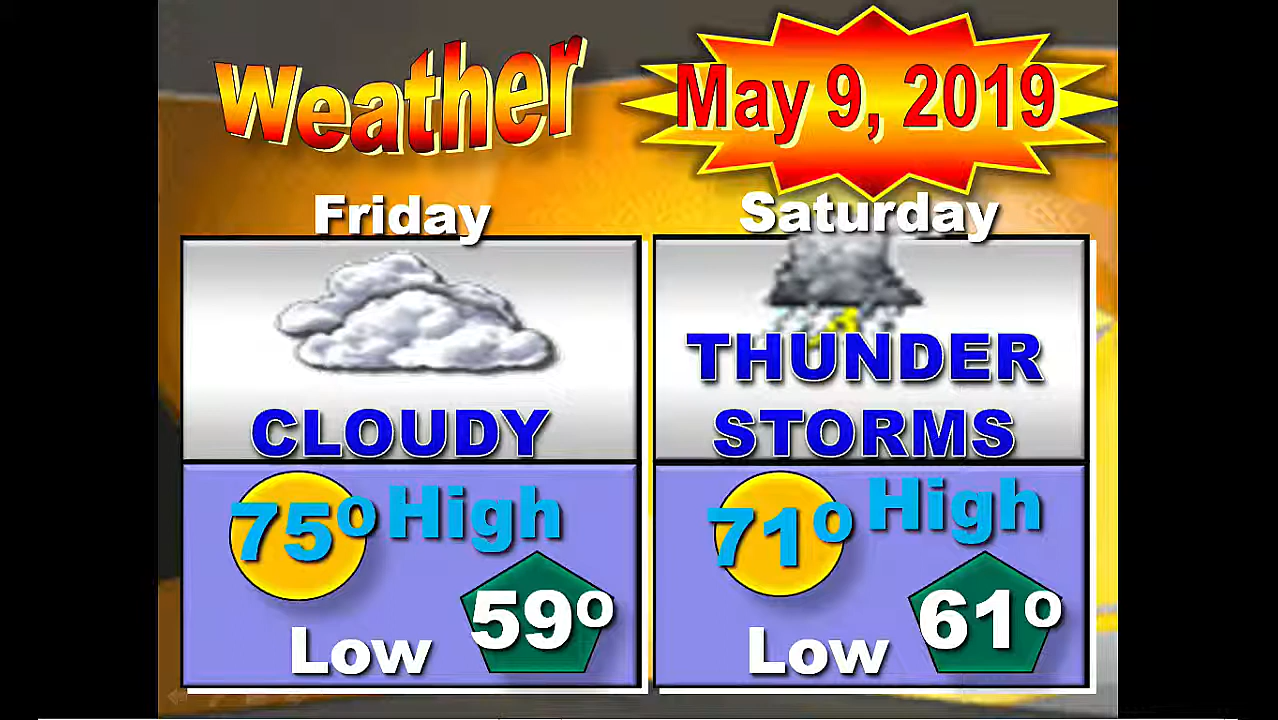 Weather
May 9, 2019
Friday
CLOUDY
75º High
Low 59º
Saturday
THUNDER
STORMS
71º High
Low 61º